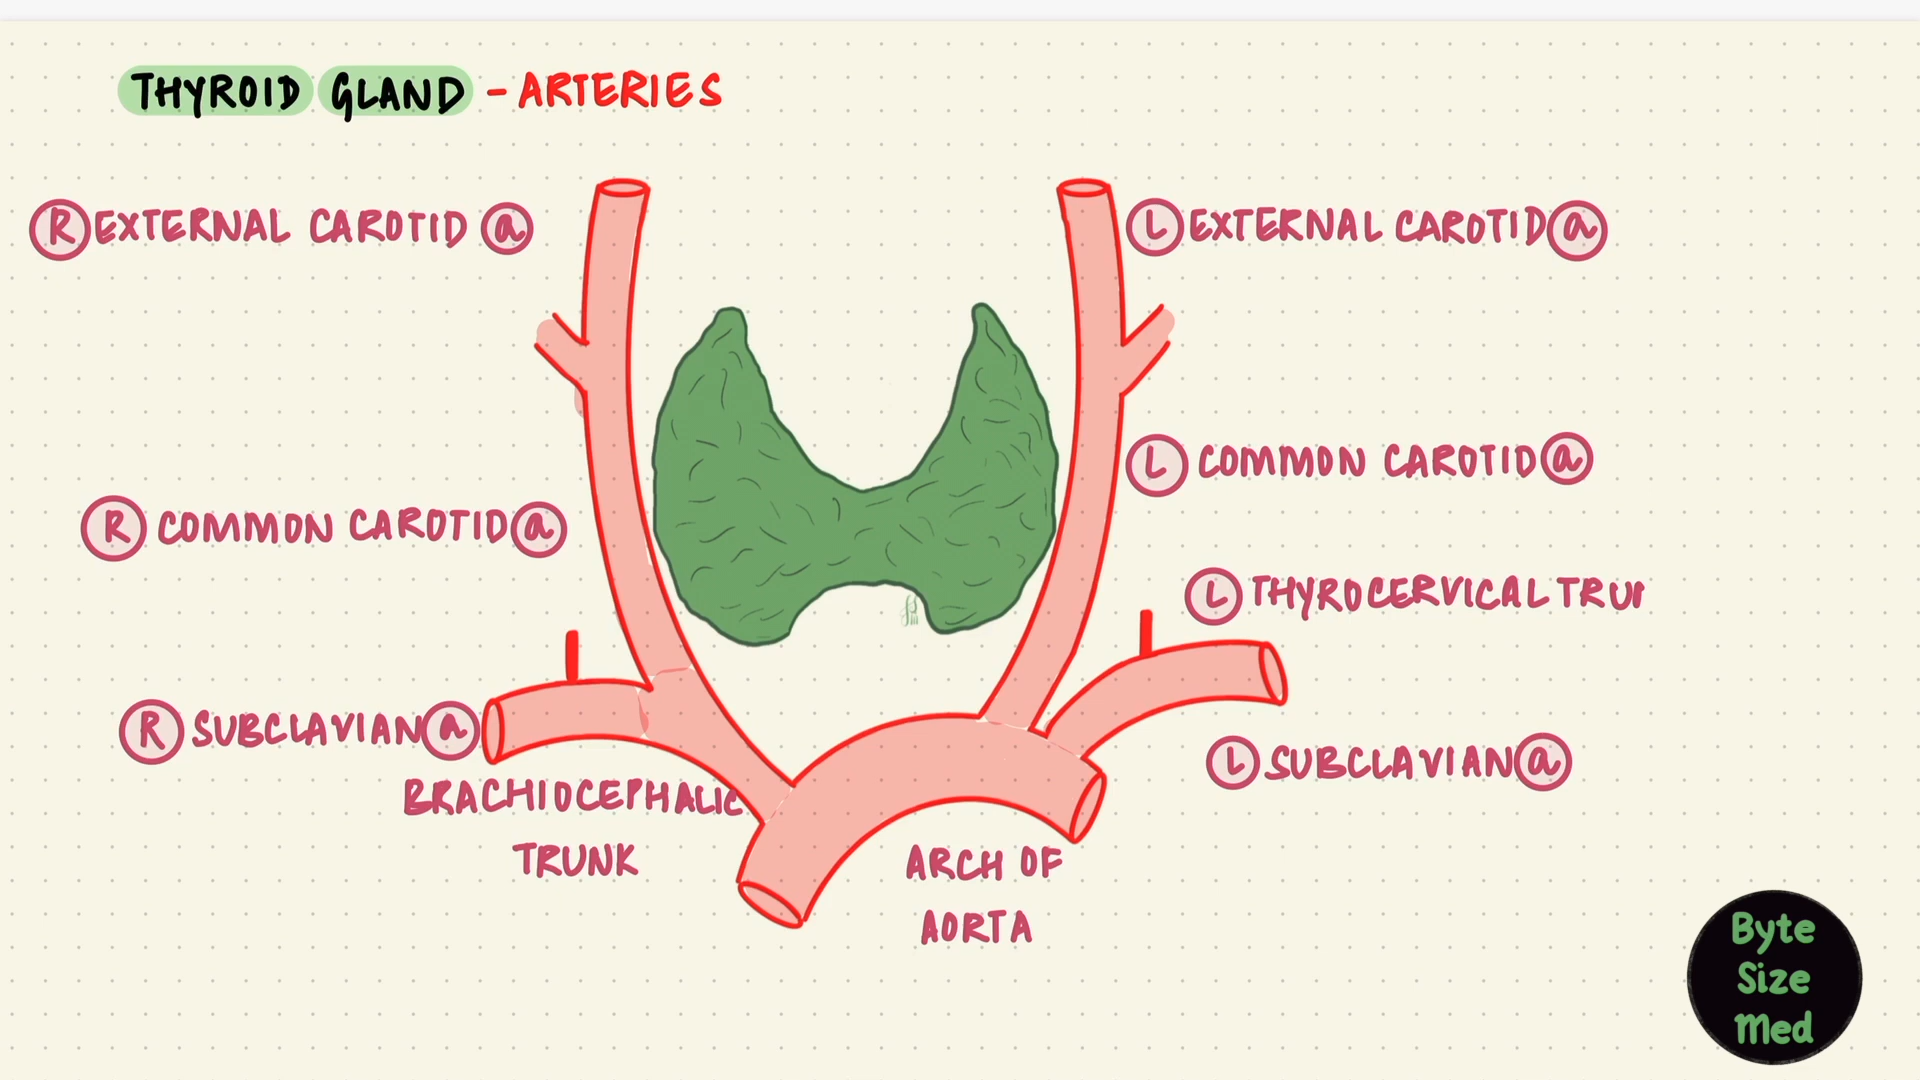 THYROID GLAND - ARTERIES
R EXTERNAL CAROTID a
L EXTERNAL CAROTID a
L COMMON CAROTID a
R COMMON CAROTID a
L THYROCERVICAL TRUN
R SUBCLAVIAN a
L SUBCLAVIAN a
BRACHIOCEPHALIC
TRUNK
ARCH OF
AORTA
Byte
Size
Med